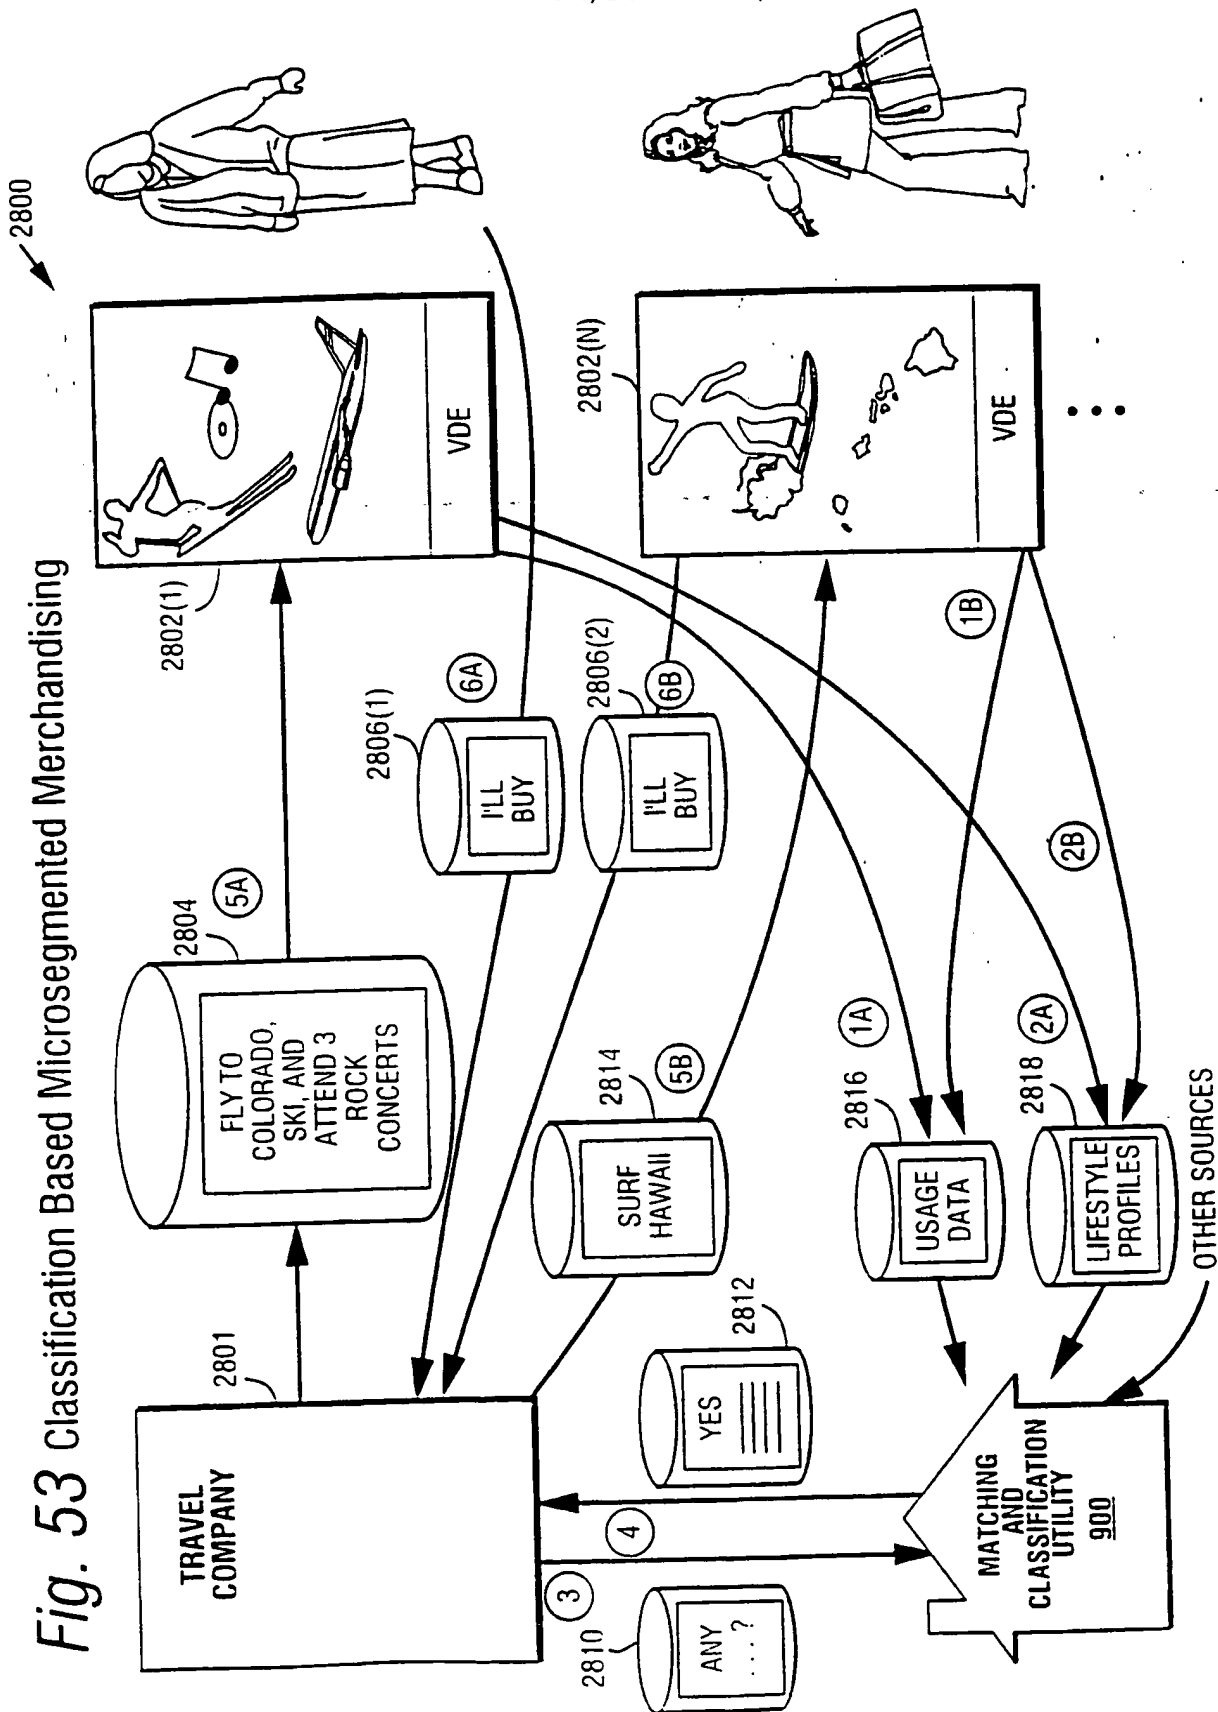 Fig. 53 Classification Based Microsegmented Merchandising
2800
TRAVEL
COMPANY
2801
2804
FLY TO
COLORADO,
SKI, AND
ATTEND 3
ROCK
CONCERTS
5A
2802(1)
VDE
2806(1)
I'LL
BUY
6A
2806(2)
I'LL
BUY
6B
2802(N)
VDE
2814
SURF
HAWAII
5B
2810
ANY
....?
3
4
2812
YES
1A
1B
2816
USAGE
DATA
2A
2B
2818
LIFESTYLE
PROFILES
OTHER SOURCES
MATCHING
AND
CLASSIFICATION
UTILITY
900